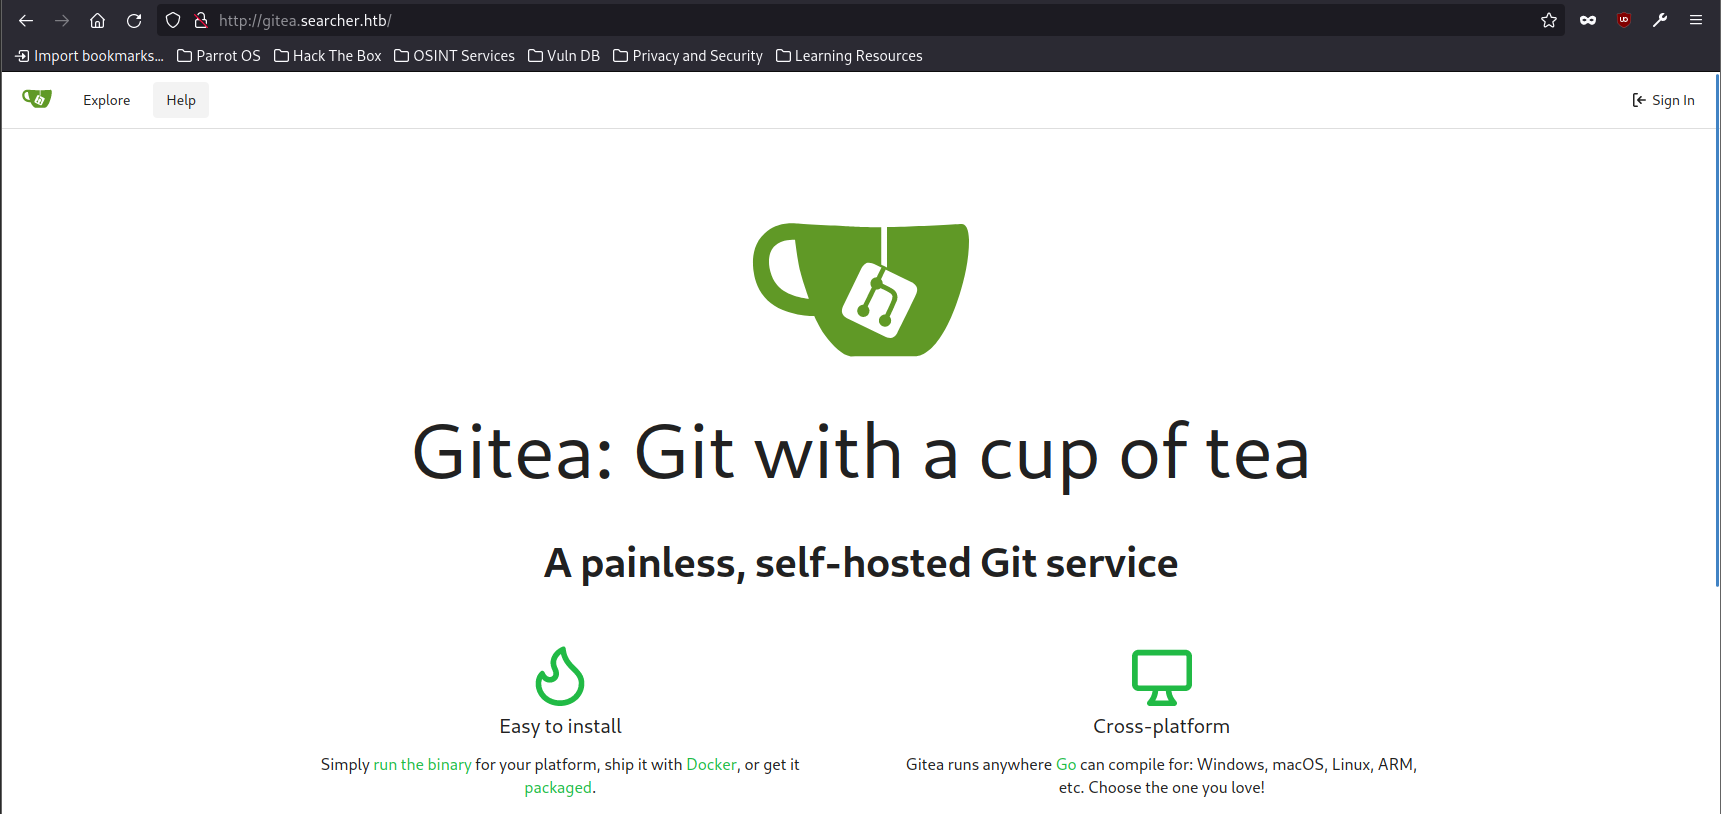 http://gitea.searcher.htb/
Import bookmarks... Parrot OS Hack The Box OSINT Services Vuln DB Privacy and Security Learning Resources
Explore Help Sign In
Gitea: Git with a cup of tea
A painless, self-hosted Git service
Easy to install
Simply run the binary for your platform, ship it with Docker, or get it
packaged.
Cross-platform
Gitea runs anywhere Go can compile for: Windows, macOS, Linux, ARM,
etc. Choose the one you love!